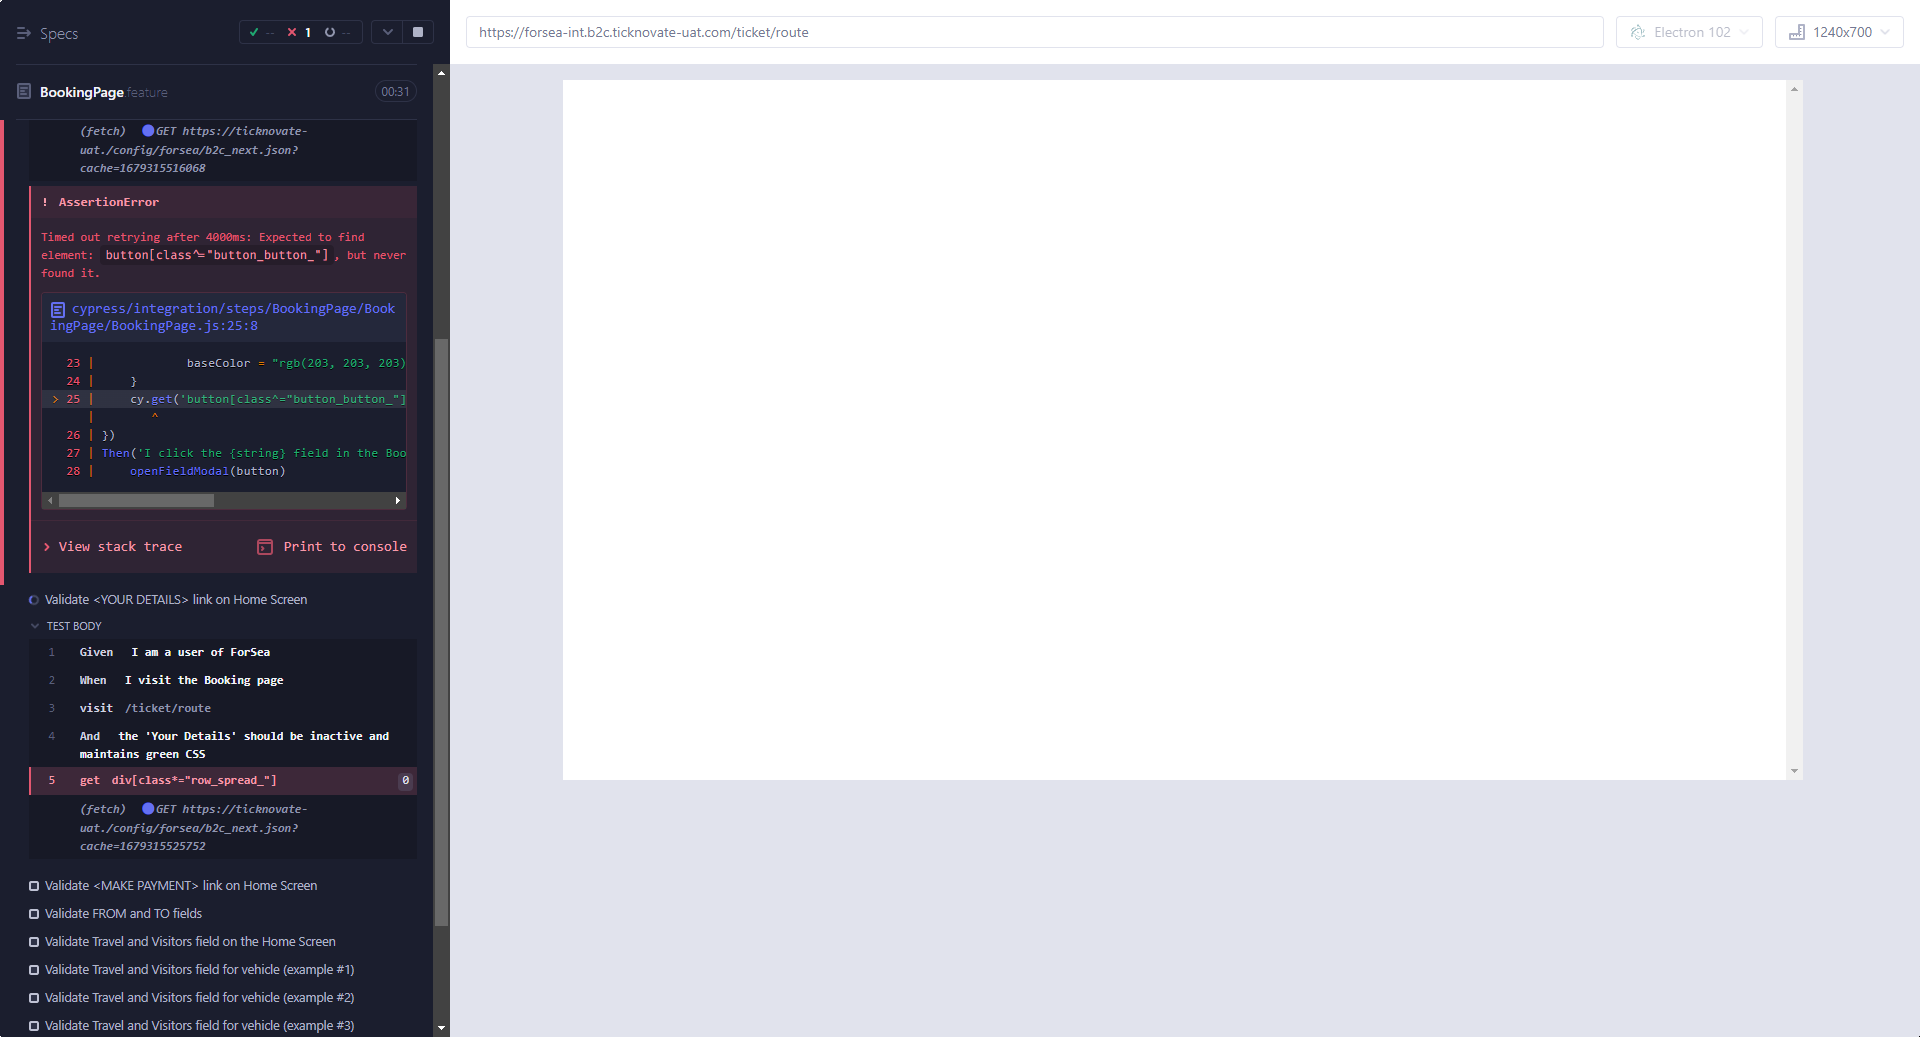 Specs
-- 1 --
BookingPage.feature 00:31
(fetch) GET https://ticknovate-
uat./config/forsea/b2c_next.json?
cache=1679315516068
! AssertionError
Timed out retrying after 4000ms: Expected to find
element: button[class^="button_button_"], but never
found it.
cypress/integration/steps/BookingPage/Book
ingPage/BookingPage.js:25:8
23 | baseColor = "rgb(203, 203, 203)
24 | }
> 25 | cy.get('button[class^="button_button_"]
| ^
26 | })
27 | Then('I click the {string} field in the Boo
28 | openFieldModal(button)
View stack trace Print to console
Validate <YOUR DETAILS> link on Home Screen
TEST BODY
1 Given I am a user of ForSea
2 When I visit the Booking page
3 visit /ticket/route
4 And the 'Your Details' should be inactive and
maintains green CSS
5 get div[class*="row_spread_"] 0
(fetch) GET https://ticknovate-
uat./config/forsea/b2c_next.json?
cache=1679315525752
Validate <MAKE PAYMENT> link on Home Screen
Validate FROM and TO fields
Validate Travel and Visitors field on the Home Screen
Validate Travel and Visitors field for vehicle (example #1)
Validate Travel and Visitors field for vehicle (example #2)
Validate Travel and Visitors field for vehicle (example #3)
https://forsea-int.b2c.ticknovate-uat.com/ticket/route
Electron 102
1240x700